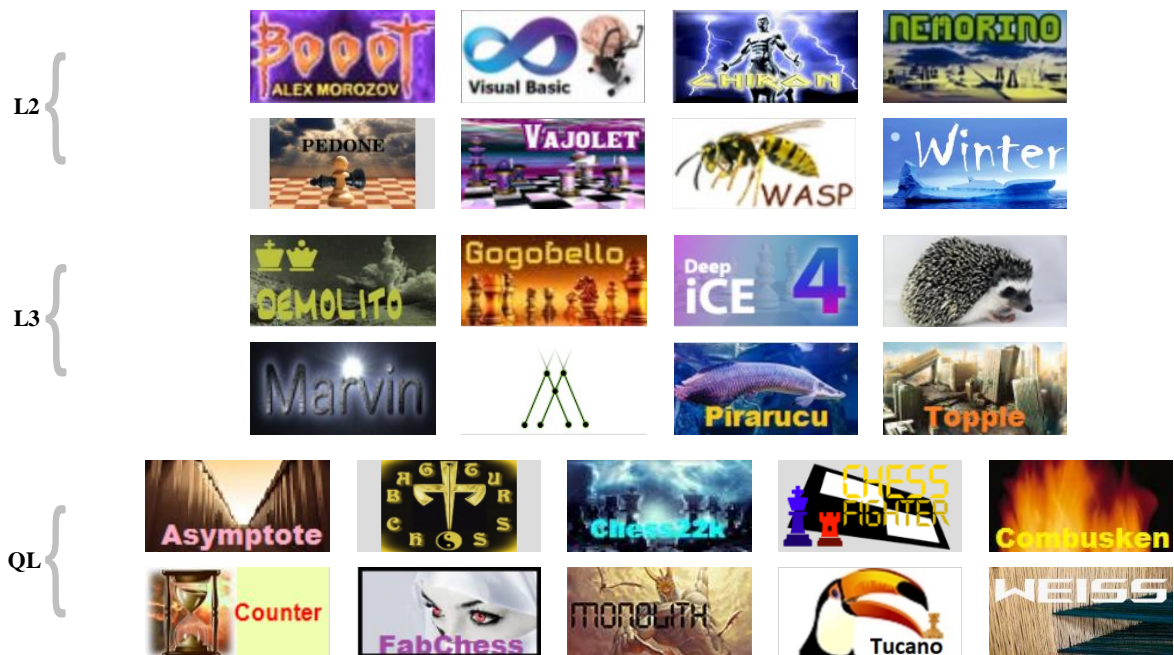 L2
BOOOT
ALEX MOROZOV
Visual Basic
CHIRON
NEMORINO
PEDONE
VAJOLET
WASP
Winter
L3
DEMOLITO
Gogobello
Deep
iCE 4
Marvin
Pirarucu
Topple
QL
Asymptote
Chess22k
CHESS
FIGHTER
Combusken
Counter
FabChess
MONOLITH
Tucano
WEISS